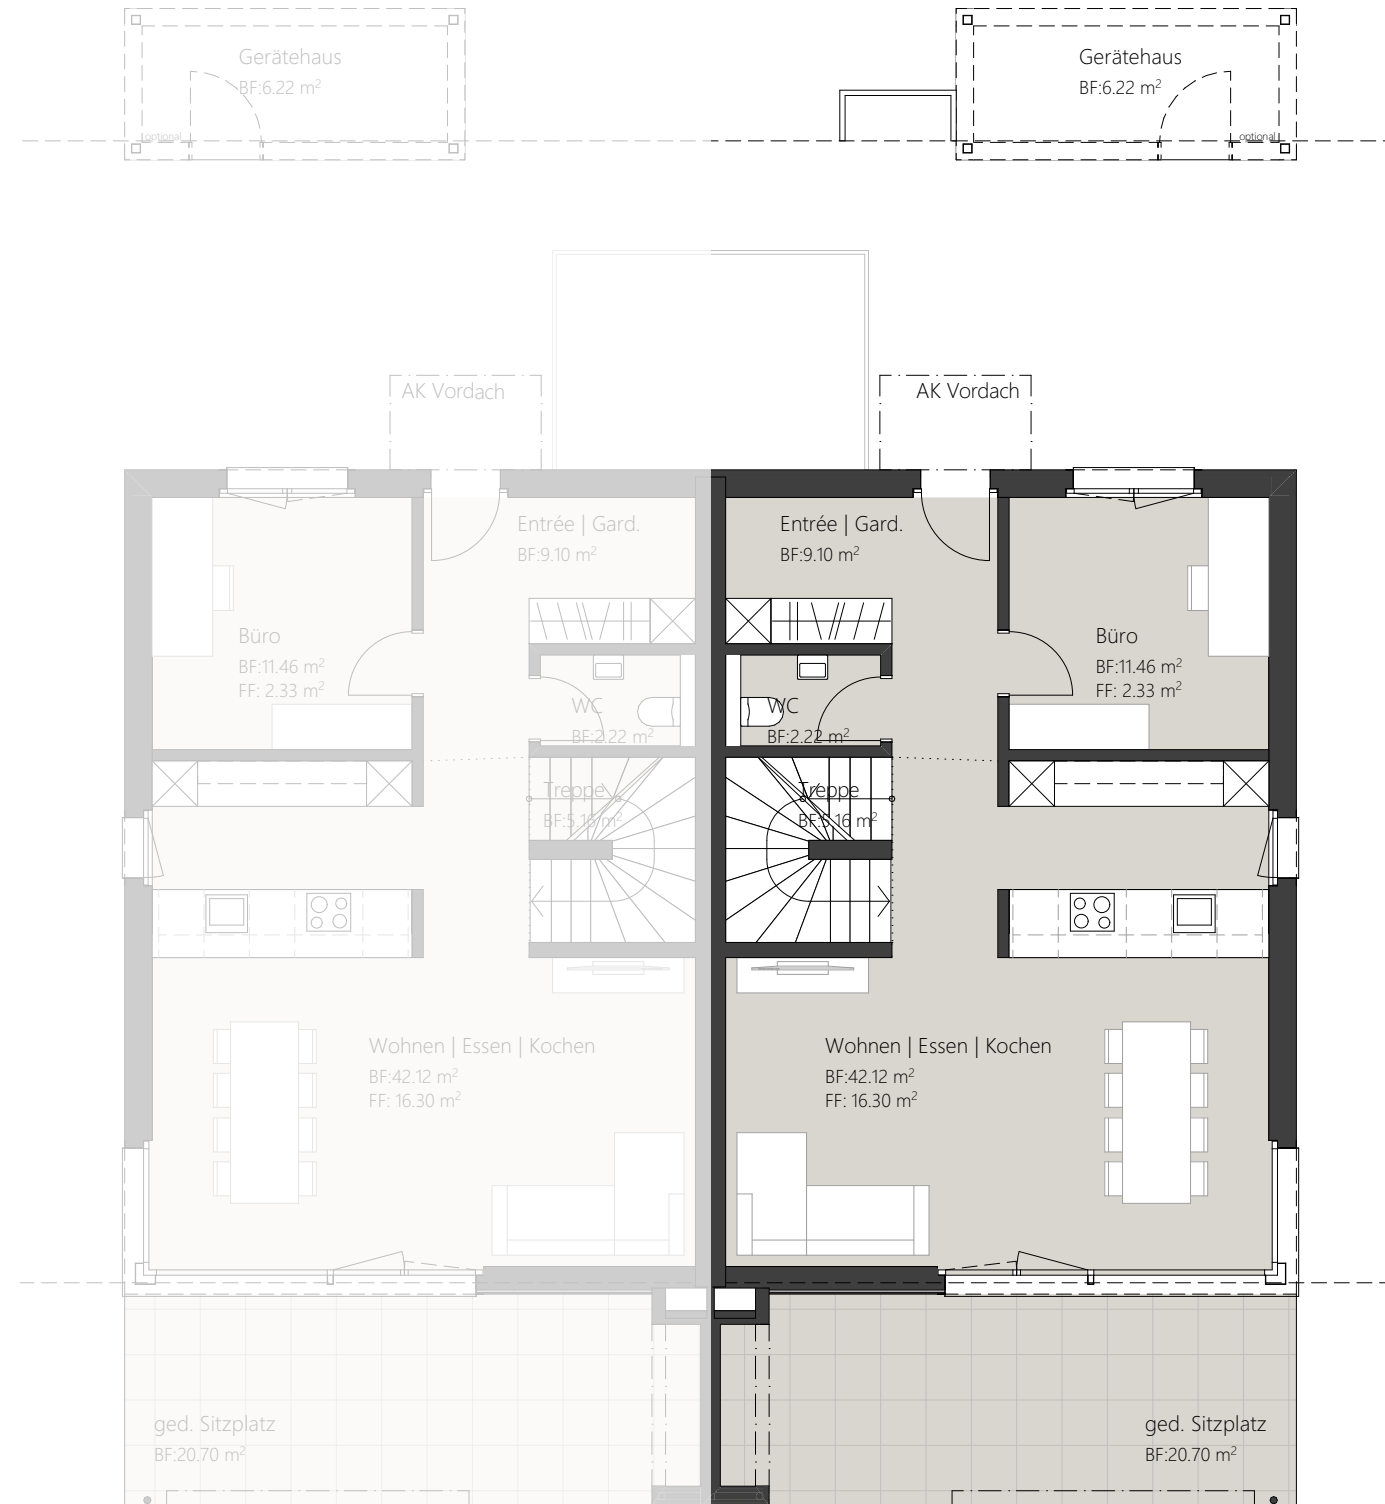 Gerätehaus
BF:6.22 m²
optional
Gerätehaus
BF:6.22 m²
optional
AK Vordach
AK Vordach
Entrée | Gard.
BF:9.10 m²
Entrée | Gard.
BF:9.10 m²
Büro
BF:11.46 m²
FF: 2.33 m²
WC
BF:2.22 m²
WC
BF:2.22 m²
Büro
BF:11.46 m²
FF: 2.33 m²
Treppe
BF:5.16 m²
Treppe
BF:5.16 m²
Wohnen | Essen | Kochen
BF:42.12 m²
FF: 16.30 m²
Wohnen | Essen | Kochen
BF:42.12 m²
FF: 16.30 m²
ged. Sitzplatz
BF:20.70 m²
ged. Sitzplatz
BF:20.70 m²